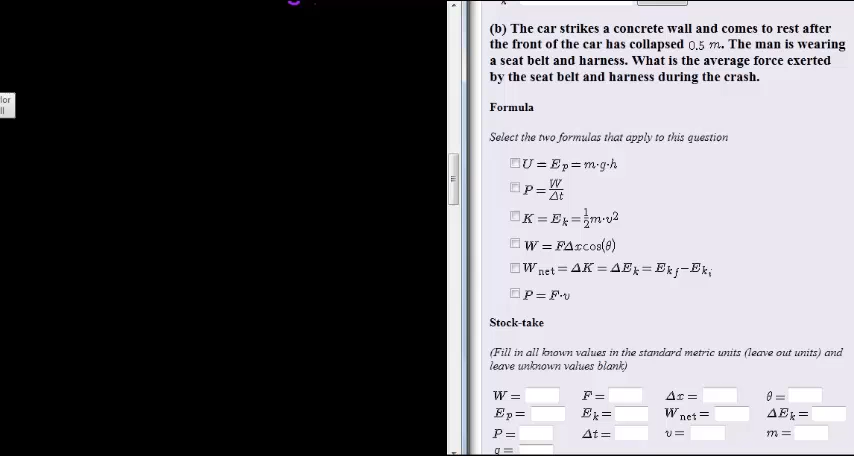 (b) The car strikes a concrete wall and comes to rest after
the front of the car has collapsed 0.5 m. The man is wearing
a seat belt and harness. What is the average force exerted
by the seat belt and harness during the crash.
Formula
Select the two formulas that apply to this question
U = Ep = m·g·h
P = W/Δt
K = Ek = 1/2 m·v²
W = FΔxcos(θ)
Wnet = ΔK = ΔEk = Ekf − Eki
P = F·v
Stock-take
(Fill in all known values in the standard metric units (leave out units) and
leave unknown values blank)
W = F = Δx = θ =
Ep = Ek = Wnet = ΔEk =
P = Δt = v = m =
g =